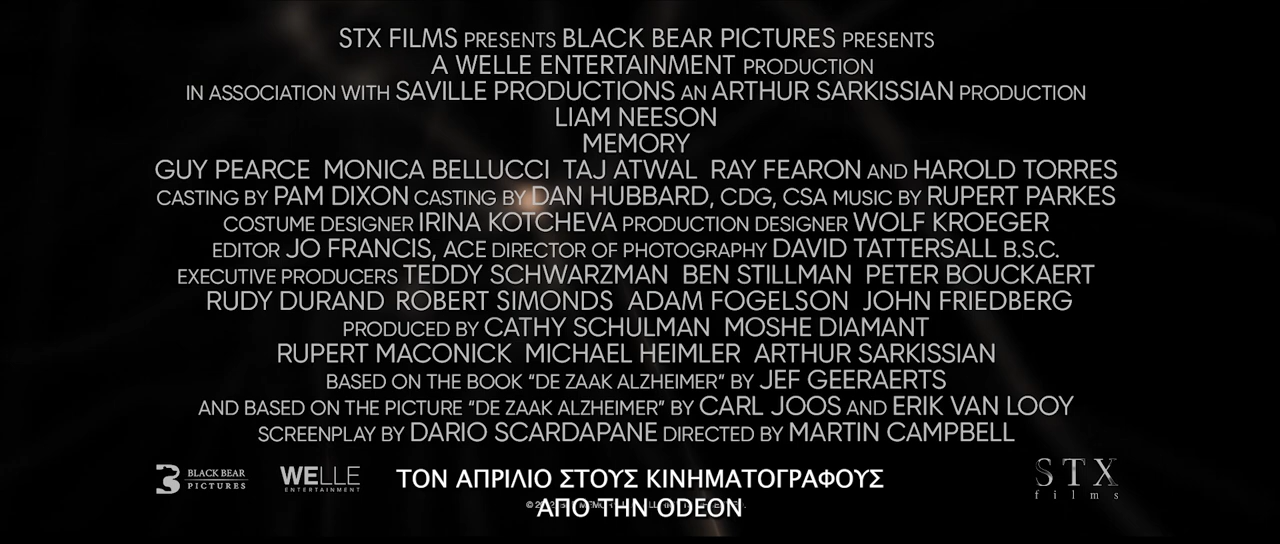 STX FILMS PRESENTS BLACK BEAR PICTURES PRESENTS
A WELLE ENTERTAINMENT PRODUCTION
IN ASSOCIATION WITH SAVILLE PRODUCTIONS AN ARTHUR SARKISSIAN PRODUCTION
LIAM NEESON
MEMORY
GUY PEARCE MONICA BELLUCCI TAJ ATWAL RAY FEARON AND HAROLD TORRES
CASTING BY PAM DIXON CASTING BY DAN HUBBARD, CDG, CSA MUSIC BY RUPERT PARKES
COSTUME DESIGNER IRINA KOTCHEVA PRODUCTION DESIGNER WOLF KROEGER
EDITOR JO FRANCIS, ACE DIRECTOR OF PHOTOGRAPHY DAVID TATTERSALL B.S.C.
EXECUTIVE PRODUCERS TEDDY SCHWARZMAN BEN STILLMAN PETER BOUCKAERT
RUDY DURAND ROBERT SIMONDS ADAM FOGELSON JOHN FRIEDBERG
PRODUCED BY CATHY SCHULMAN MOSHE DIAMANT
RUPERT MACONICK MICHAEL HEIMLER ARTHUR SARKISSIAN
BASED ON THE BOOK “DE ZAAK ALZHEIMER” BY JEF GEERAERTS
AND BASED ON THE PICTURE “DE ZAAK ALZHEIMER” BY CARL JOOS AND ERIK VAN LOOY
SCREENPLAY BY DARIO SCARDAPANE DIRECTED BY MARTIN CAMPBELL
BLACK BEAR
PICTURES
WELLE
ENTERTAINMENT
ΤΟΝ ΑΠΡΙΛΙΟ ΣΤΟΥΣ ΚΙΝΗΜΑΤΟΓΡΑΦΟΥΣ
ΑΠΟ ΤΗΝ ODEON
STX
films